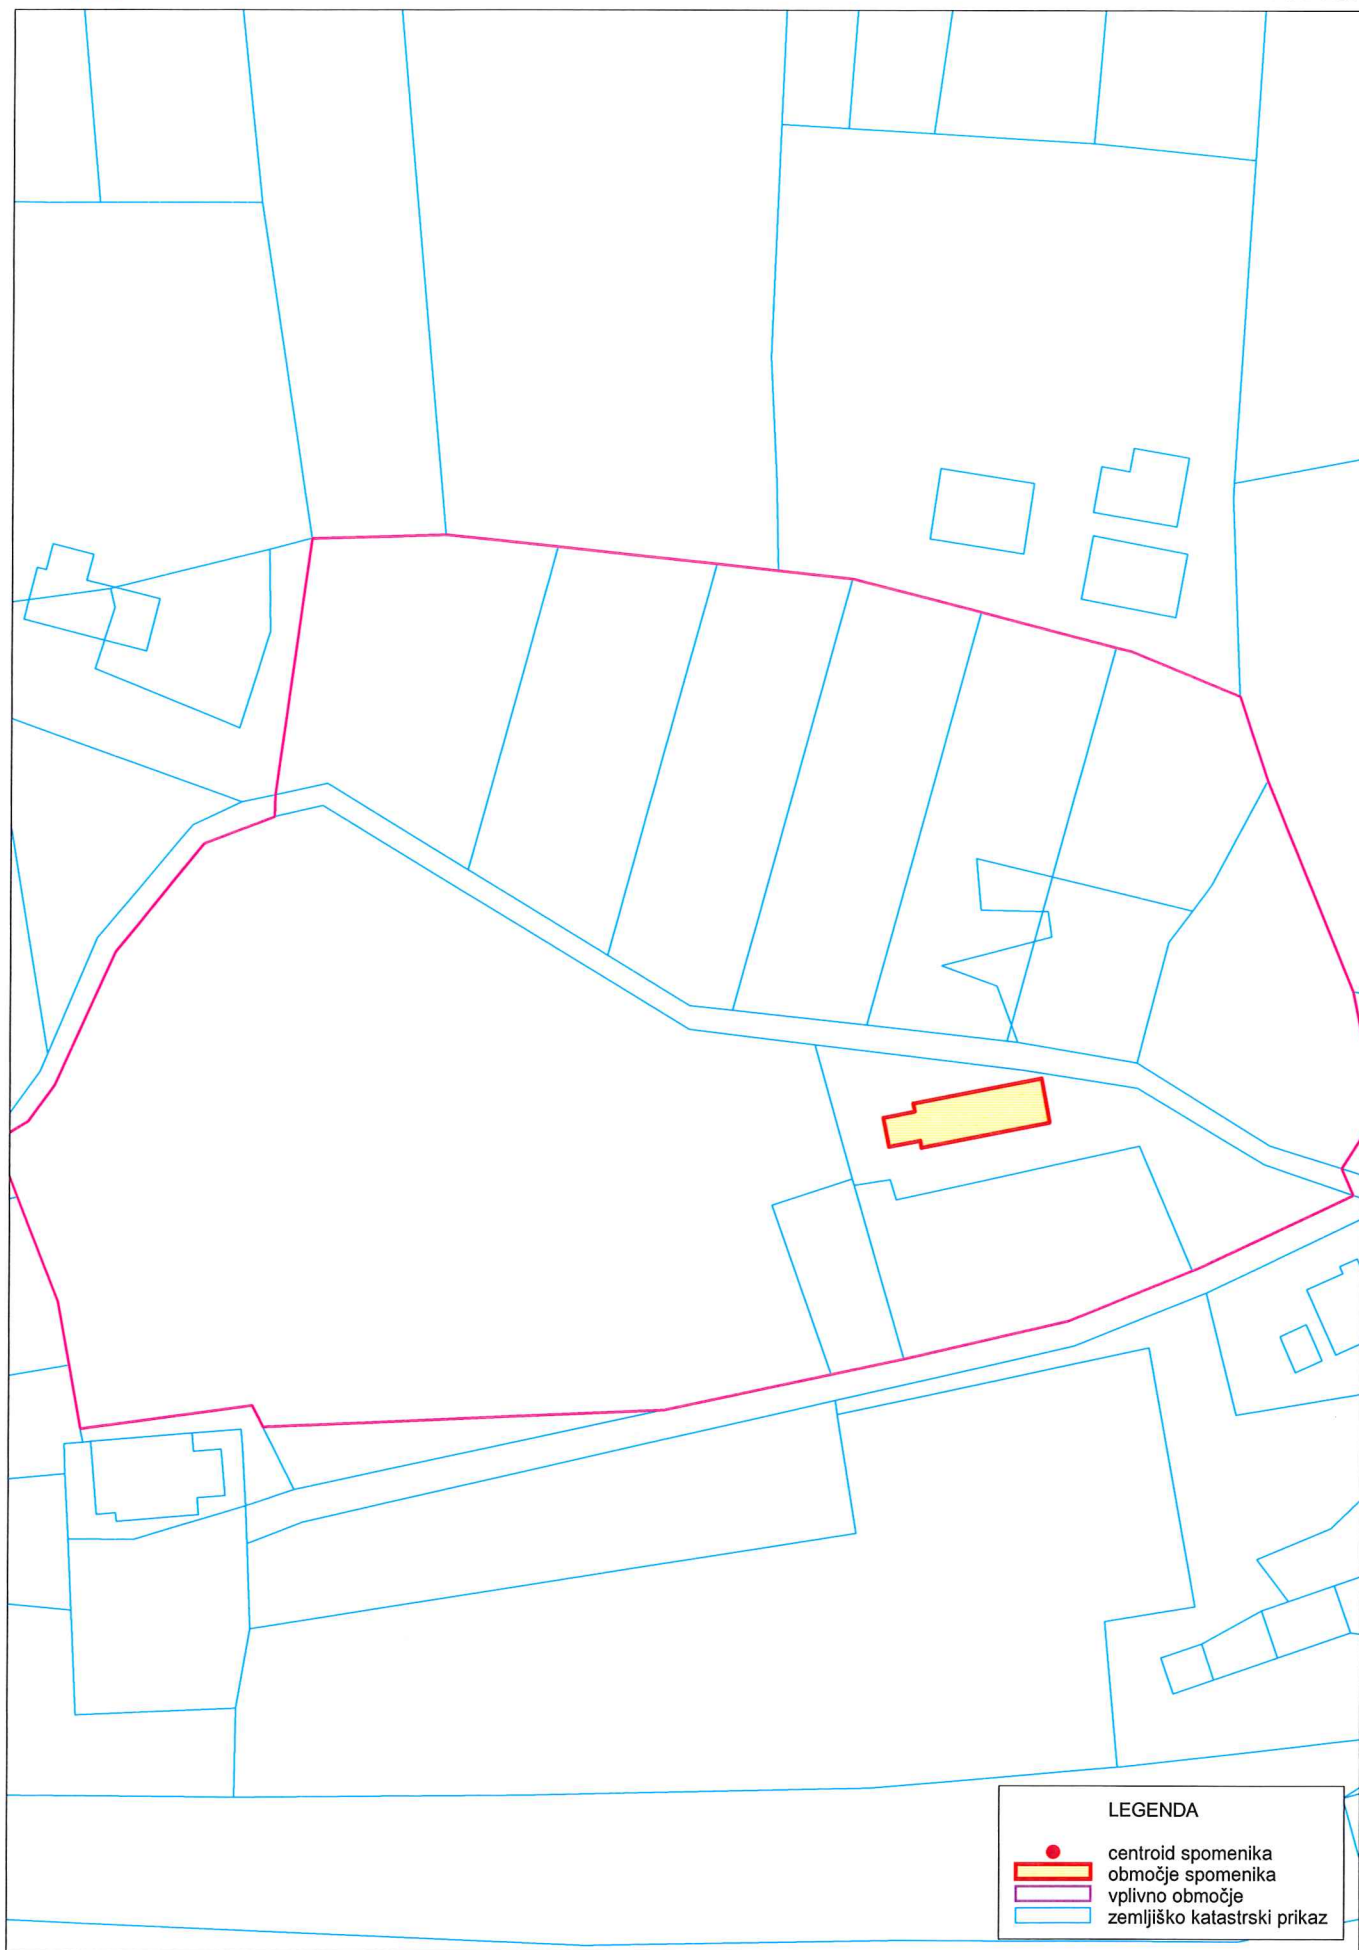 LEGENDA
centroid spomenika
območje spomenika
vplivno območje
zemljiško katastrski prikaz